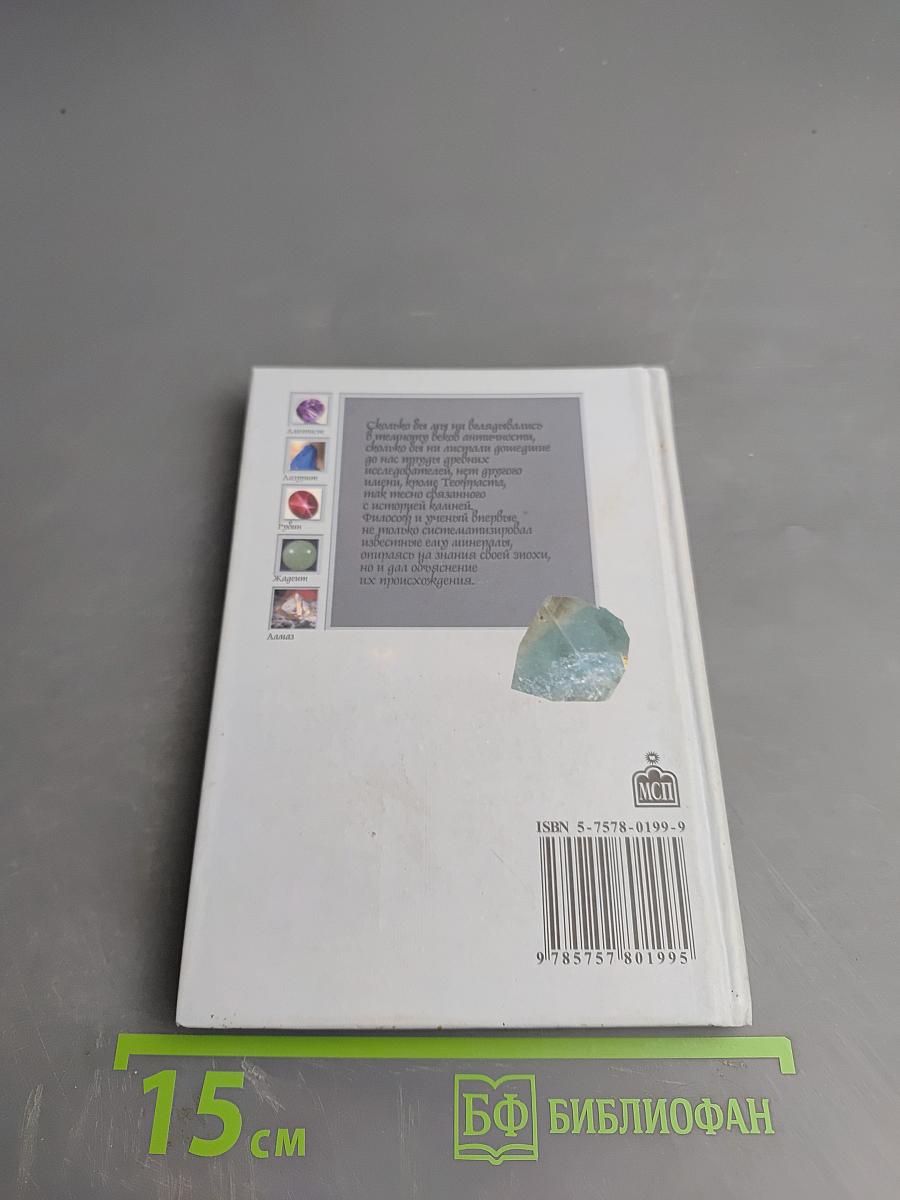 Аметист
Лазурит
Рубин
Жадеит
Алмаз
Сколько бы мы ни вглядывались
в темноту веков античности,
сколько бы ни листали дошедшие
до нас труды древних
исследователей, нет другого
имени, кроме Теофраста,
так тесно связанного
с историей камней.
Философ и ученый впервые
не только систематизировал
известные ему минералы,
опираясь на знания своей эпохи,
но и дал объяснение
их происхождения.
МСП
ISBN 5-7578-0199-9
9 785757 801995
15 см
БФ БИБЛИОФАН